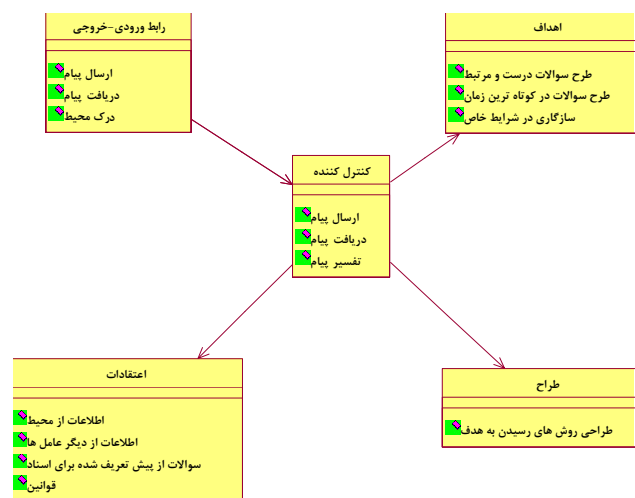 رابط ورودی-خروجی
ارسال پیام
دریافت پیام
درک محیط
اهداف
طرح سوالات درست و مرتبط
طرح سوالات در کوتاه ترین زمان
سازگاری در شرایط خاص
کنترل کننده
ارسال پیام
دریافت پیام
تفسیر پیام
اعتقادات
اطلاعات از محیط
اطلاعات از دیگر عامل ها
سوالات از پیش تعریف شده برای اسناد
قوانین
طراح
طراحی روش های رسیدن به هدف